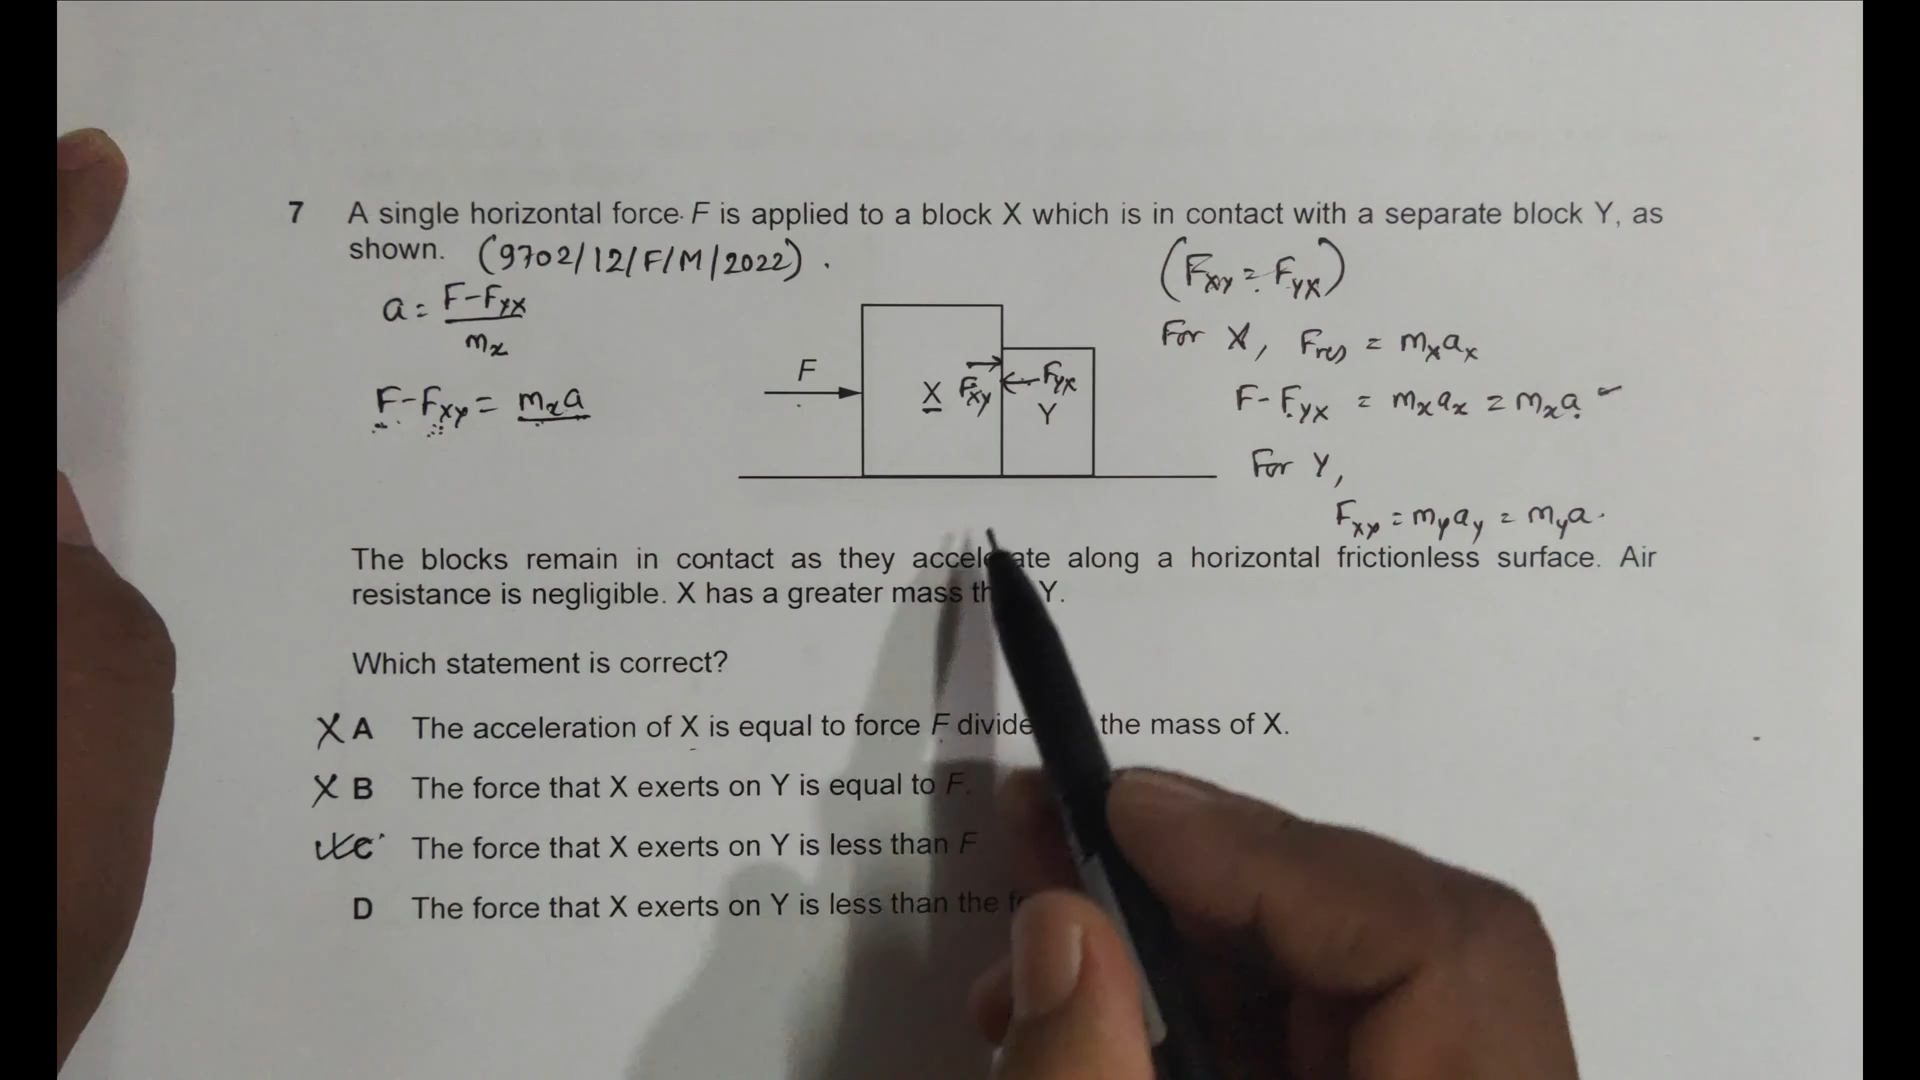 7 A single horizontal force F is applied to a block X which is in contact with a separate block Y, as
shown. (9702/12/F/M/2022).
(Fxy = Fyx)
a = F-Fyx
mx
For X, Fres = mxax
F
F-Fxy = mxa
X Fxy Fyx
Y
F-Fyx = mxax = mxa
For Y,
Fxy = myay = mya.
The blocks remain in contact as they accelerate along a horizontal frictionless surface. Air
resistance is negligible. X has a greater mass th Y.
Which statement is correct?
X A The acceleration of X is equal to force F divide the mass of X.
X B The force that X exerts on Y is equal to F.
C The force that X exerts on Y is less than F
D The force that X exerts on Y is less than the f